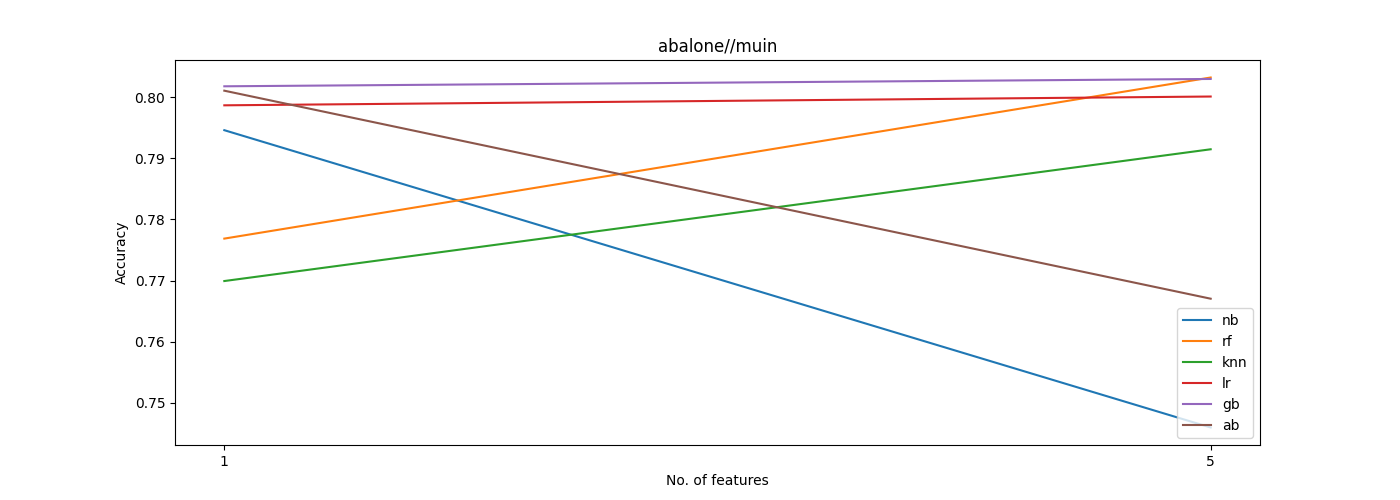 abalone//muin
Accuracy
0.80
0.79
0.78
0.77
0.76
0.75
1
5
No. of features
nb
rf
knn
lr
gb
ab